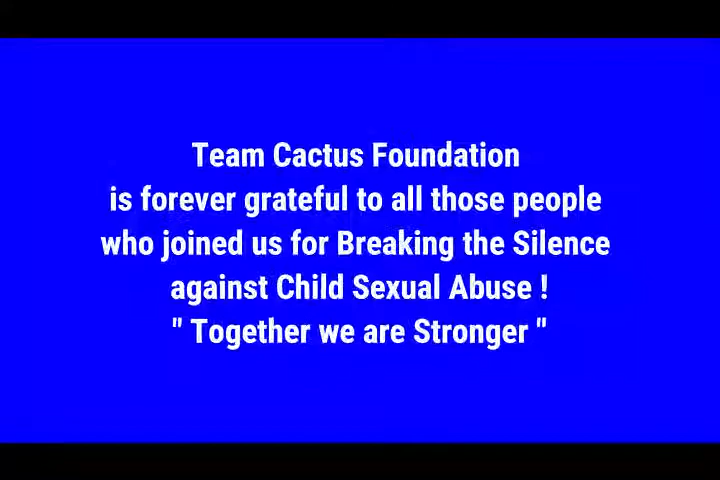 Team Cactus Foundation
is forever grateful to all those people
who joined us for Breaking the Silence
against Child Sexual Abuse !
" Together we are Stronger "